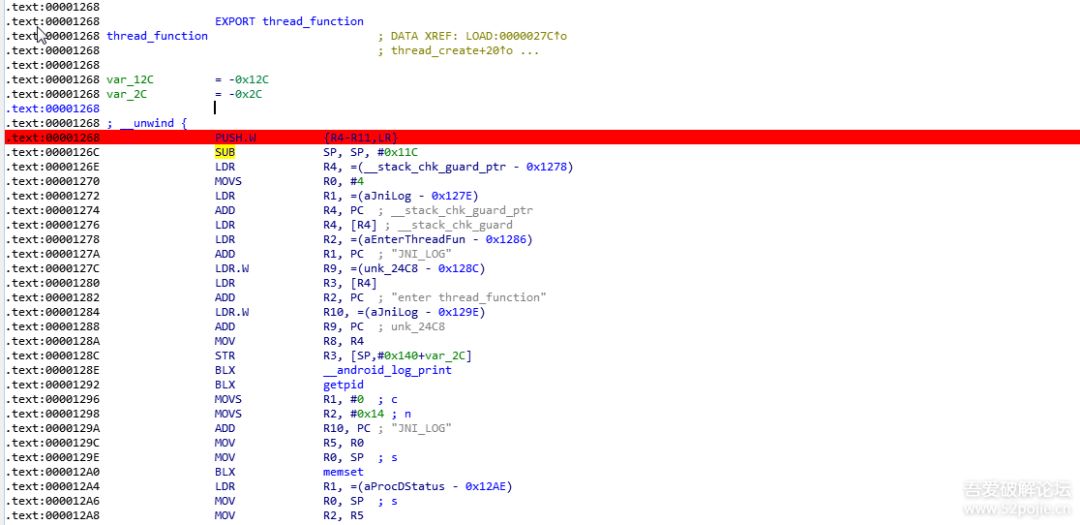 .text:00001268
.text:00001268 EXPORT thread_function
.text:00001268 thread_function ; DATA XREF: LOAD:0000027C↑o
.text:00001268 ; thread_create+20↑o ...
.text:00001268
.text:00001268 var_12C = -0x12C
.text:00001268 var_2C = -0x2C
.text:00001268
.text:00001268 ; __unwind {
.text:00001268 PUSH.W {R4-R11,LR}
.text:0000126C SUB SP, SP, #0x11C
.text:0000126E LDR R4, =(__stack_chk_guard_ptr - 0x1278)
.text:00001270 MOVS R0, #4
.text:00001272 LDR R1, =(aJniLog - 0x127E)
.text:00001274 ADD R4, PC ; __stack_chk_guard_ptr
.text:00001276 LDR R4, [R4] ; __stack_chk_guard
.text:00001278 LDR R2, =(aEnterThreadFun - 0x1286)
.text:0000127A ADD R1, PC ; "JNI_LOG"
.text:0000127C LDR.W R9, =(unk_24C8 - 0x128C)
.text:00001280 LDR R3, [R4]
.text:00001282 ADD R2, PC ; "enter thread_function"
.text:00001284 LDR.W R10, =(aJniLog - 0x129E)
.text:00001288 ADD R9, PC ; unk_24C8
.text:0000128A MOV R8, R4
.text:0000128C STR R3, [SP,#0x140+var_2C]
.text:0000128E BLX __android_log_print
.text:00001292 BLX getpid
.text:00001296 MOVS R1, #0 ; c
.text:00001298 MOVS R2, #0x14 ; n
.text:0000129A ADD R10, PC ; "JNI_LOG"
.text:0000129C MOV R5, R0
.text:0000129E MOV R0, SP ; s
.text:000012A0 BLX memset
.text:000012A4 LDR R1, =(aProcDStatus - 0x12AE)
.text:000012A6 MOV R0, SP ; s
.text:000012A8 MOV R2, R5
吾爱破解论坛
www.52pojie.cn